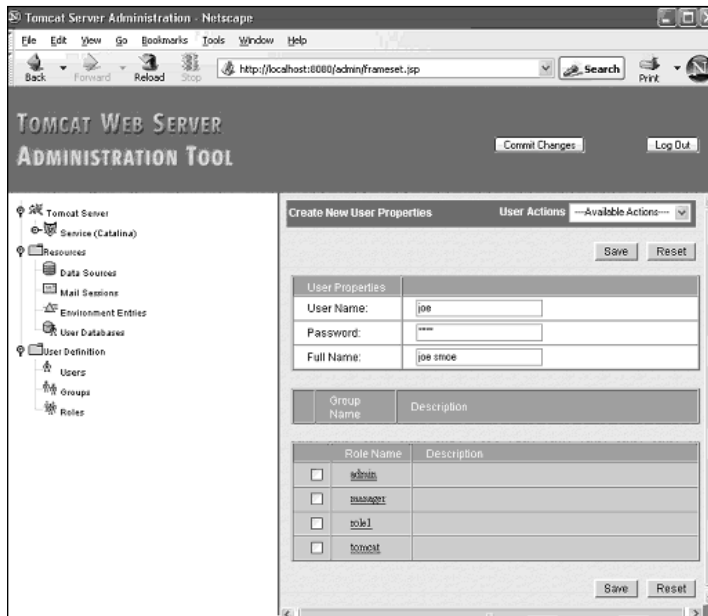 Tomcat Server Administration - Netscape
File Edit View Go Bookmarks Tools Window Help
Back Forward Reload Stop http://localhost:8080/admin/frameset.jsp Search Print
TOMCAT WEB SERVER
ADMINISTRATION TOOL
Commit Changes Log Out
Tomcat Server
Service (Catalina)
Resources
Data Sources
Mail Sessions
Environment Entries
User Databases
User Definition
Users
Groups
Roles
Create New User Properties User Actions ----Available Actions----
Save Reset
User Properties
User Name: joe
Password: ****
Full Name: joe smoe
Group Name Description
Role Name Description
admin
manager
role1
tomcat
Save Reset